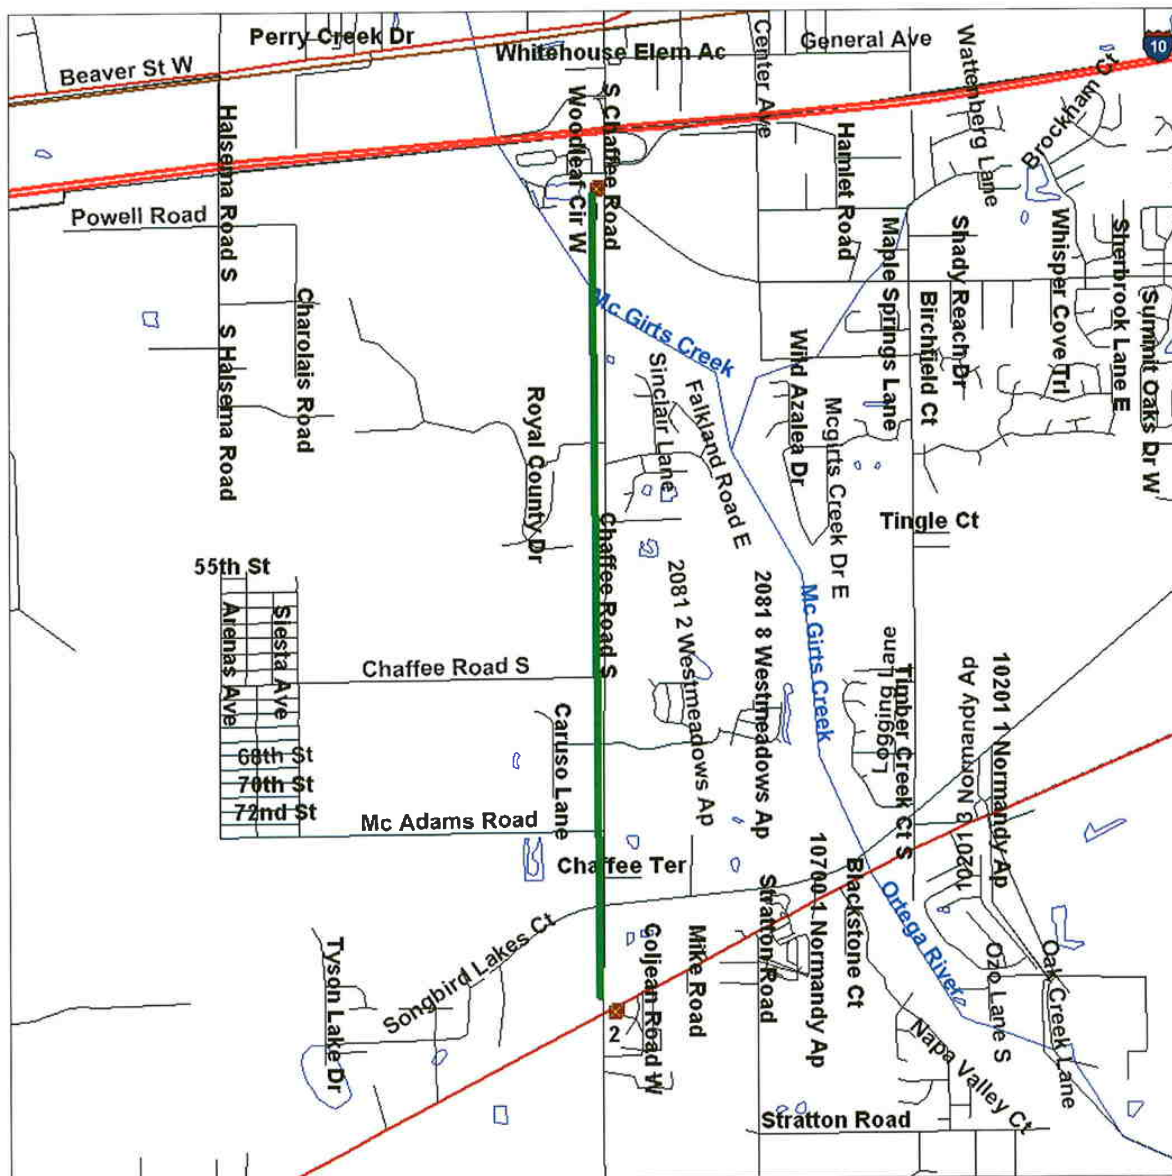 Perry Creek Dr
Beaver St W
Whitehouse Elem Ac
Center Ave
General Ave
Wattenberg Lane
Brockham Ct
10
Halsema Road S
Woodleaf Cir W
S Chaffee Road
Hamlet Road
Powell Road
Maple Springs Lane
Shady Reach Dr
Whisper Cove Trl
Sherbrook Lane E
Summit Oaks Dr W
Charolais Road
S Halsema Road
Mc Girts Creek
Birchfield Ct
Wild Azalea Dr
Sinclair Lane
Falkland Road E
Royal County Dr
Mcgirts Creek Dr E
Tingle Ct
Chaffee Road S
55th St
Arenas Ave
Siesta Ave
2081 2 Westmeadows Ap
2081 8 Westmeadows Ap
Mc Girts Creek
Logging Lane
Timber Creek Ct S
10201 3 Normandy Ap
10201 1 Normandy Ap
Chaffee Road S
Caruso Lane
68th St
70th St
72nd St
Mc Adams Road
Chaffee Ter
10700 1 Normandy Ap
Blackstone Ct
Stratton Road
Ortega River
Goljean Road W
Mike Road
Ozo Lane S
Oak Creek Lane
Tyson Lake Dr
Songbird Lakes Ct
2
Napa Valley Ct
Stratton Road